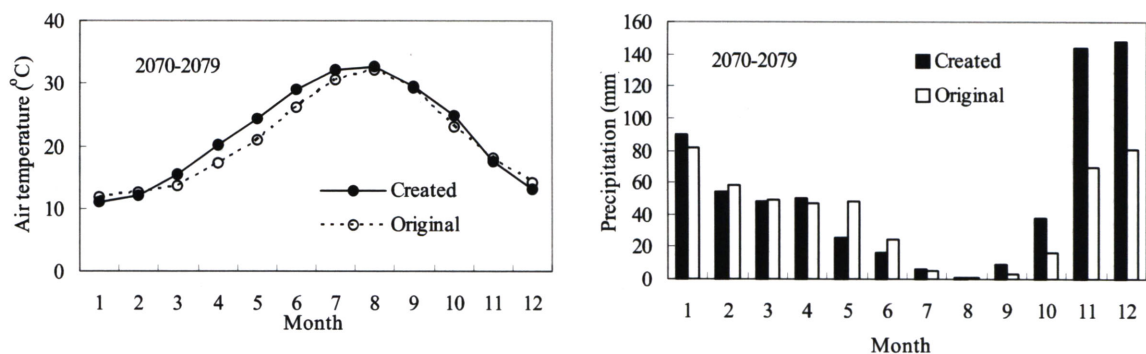 40
30
20
10
0
Air temperature (°C)
2070-2079
Created
Original
1 2 3 4 5 6 7 8 9 10 11 12
Month
160
140
120
100
80
60
40
20
0
Precipitation (mm
2070-2079
Created
Original
1 2 3 4 5 6 7 8 9 10 11 12
Month